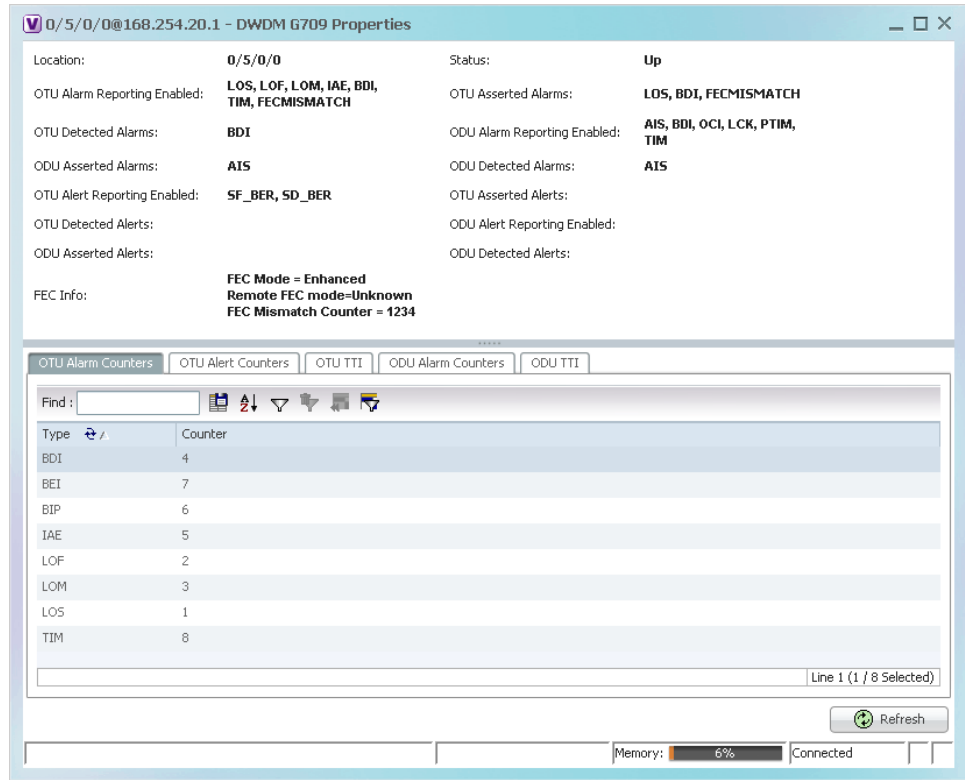 0/5/0/0@168.254.20.1 - DWDM G709 Properties
Location: 0/5/0/0 Status: Up
OTU Alarm Reporting Enabled: LOS, LOF, LOM, IAE, BDI, TIM, FECMISMATCH OTU Asserted Alarms: LOS, BDI, FECMISMATCH
OTU Detected Alarms: BDI ODU Alarm Reporting Enabled: AIS, BDI, OCI, LCK, PTIM, TIM
ODU Asserted Alarms: AIS ODU Detected Alarms: AIS
OTU Alert Reporting Enabled: SF_BER, SD_BER OTU Asserted Alerts:
OTU Detected Alerts: ODU Alert Reporting Enabled:
ODU Asserted Alerts: ODU Detected Alerts:
FEC Info: FEC Mode = Enhanced
Remote FEC mode=Unknown
FEC Mismatch Counter = 1234
OTU Alarm Counters OTU Alert Counters OTU TTI ODU Alarm Counters ODU TTI
Find :
Type Counter
BDI 4
BEI 7
BIP 6
IAE 5
LOF 2
LOM 3
LOS 1
TIM 8
Line 1 (1 / 8 Selected)
Refresh
Memory: 6% Connected